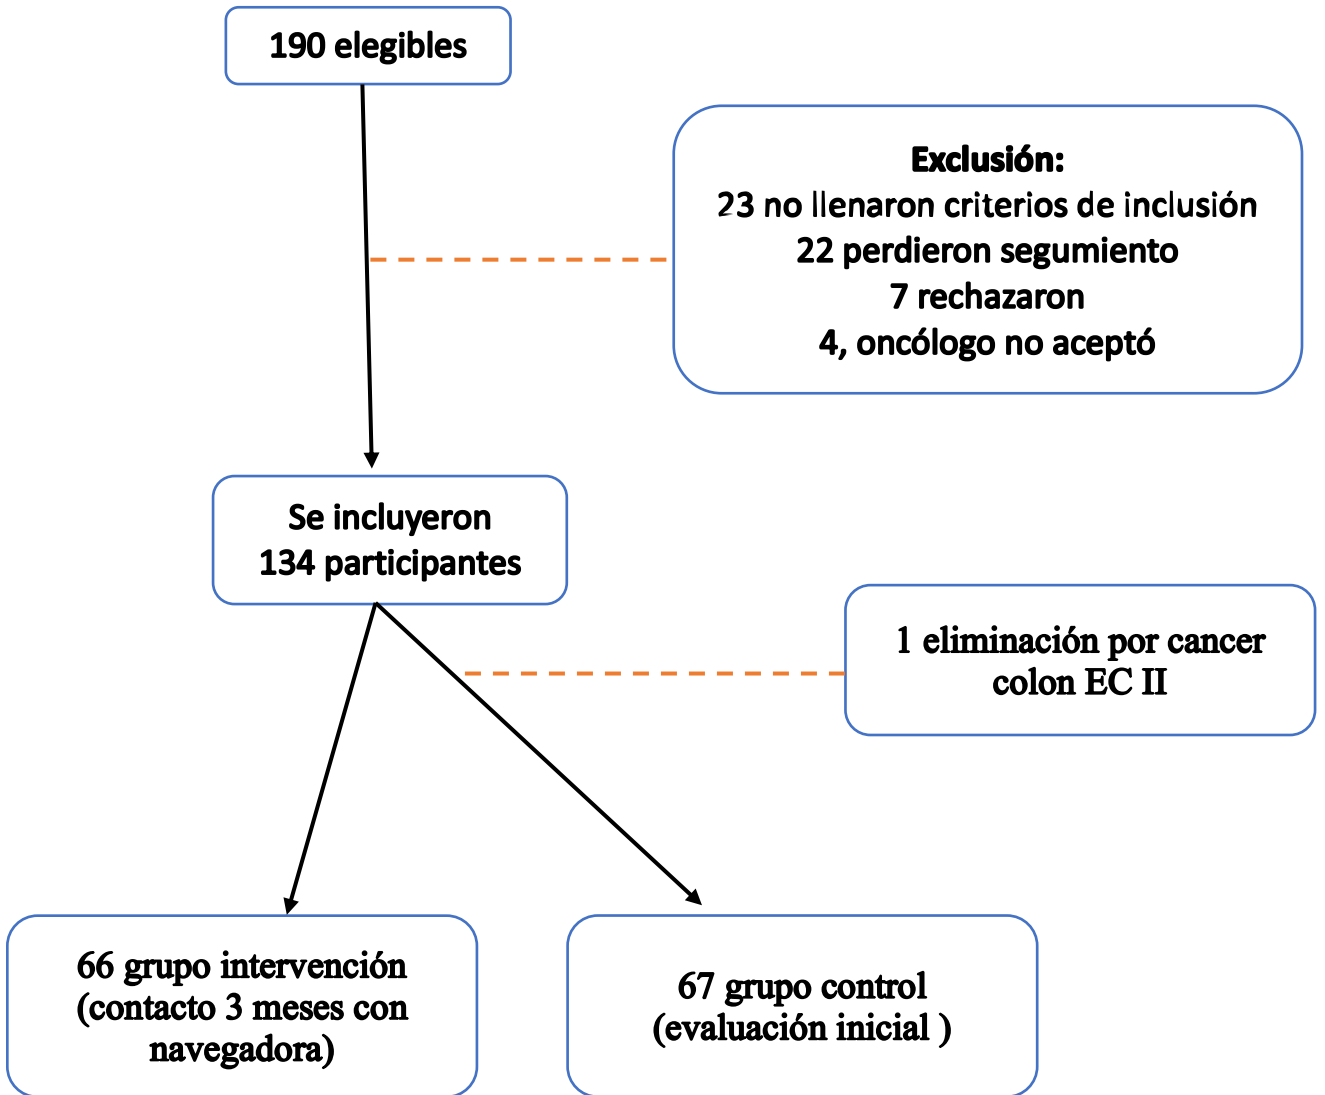 190 elegibles
Exclusión:
23 no llenaron criterios de inclusión
22 perdieron segumiento
7 rechazaron
4, oncólogo no aceptó
Se incluyeron
134 participantes
1 eliminación por cancer
colon EC II
66 grupo intervención
(contacto 3 meses con
navegadora)
67 grupo control
(evaluación inicial )